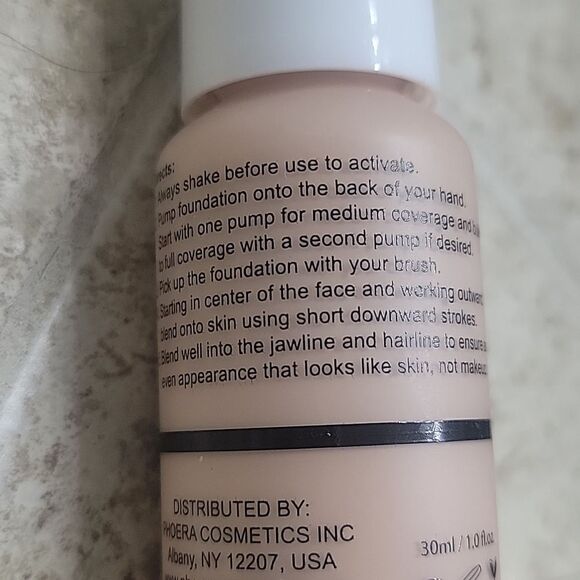 ects:
Always shake before use to activate.
Pump foundation onto the back of your hand.
Start with one pump for medium coverage and
to full coverage with a second pump if desired.
Pick up the foundation with your brush.
Starting in center of the face and working outward
blend onto skin using short downward strokes.
Blend well into the jawline and hairline to ensure
even appearance that looks like skin, not makeup
DISTRIBUTED BY:
PHOERA COSMETICS INC
Albany, NY 12207, USA
30ml / 1.0 fl.oz